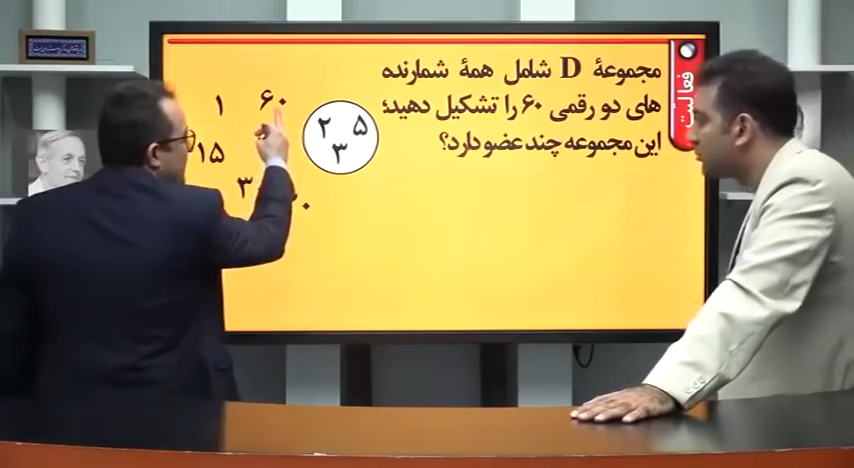 فعالیت
مجموعهٔ D شامل همهٔ شمارنده
های دو رقمی ۶۰ را تشکیل دهید؛
این مجموعه چند عضو دارد؟
۶۰ ۱
۲ ۵
۳
۱۵
۳